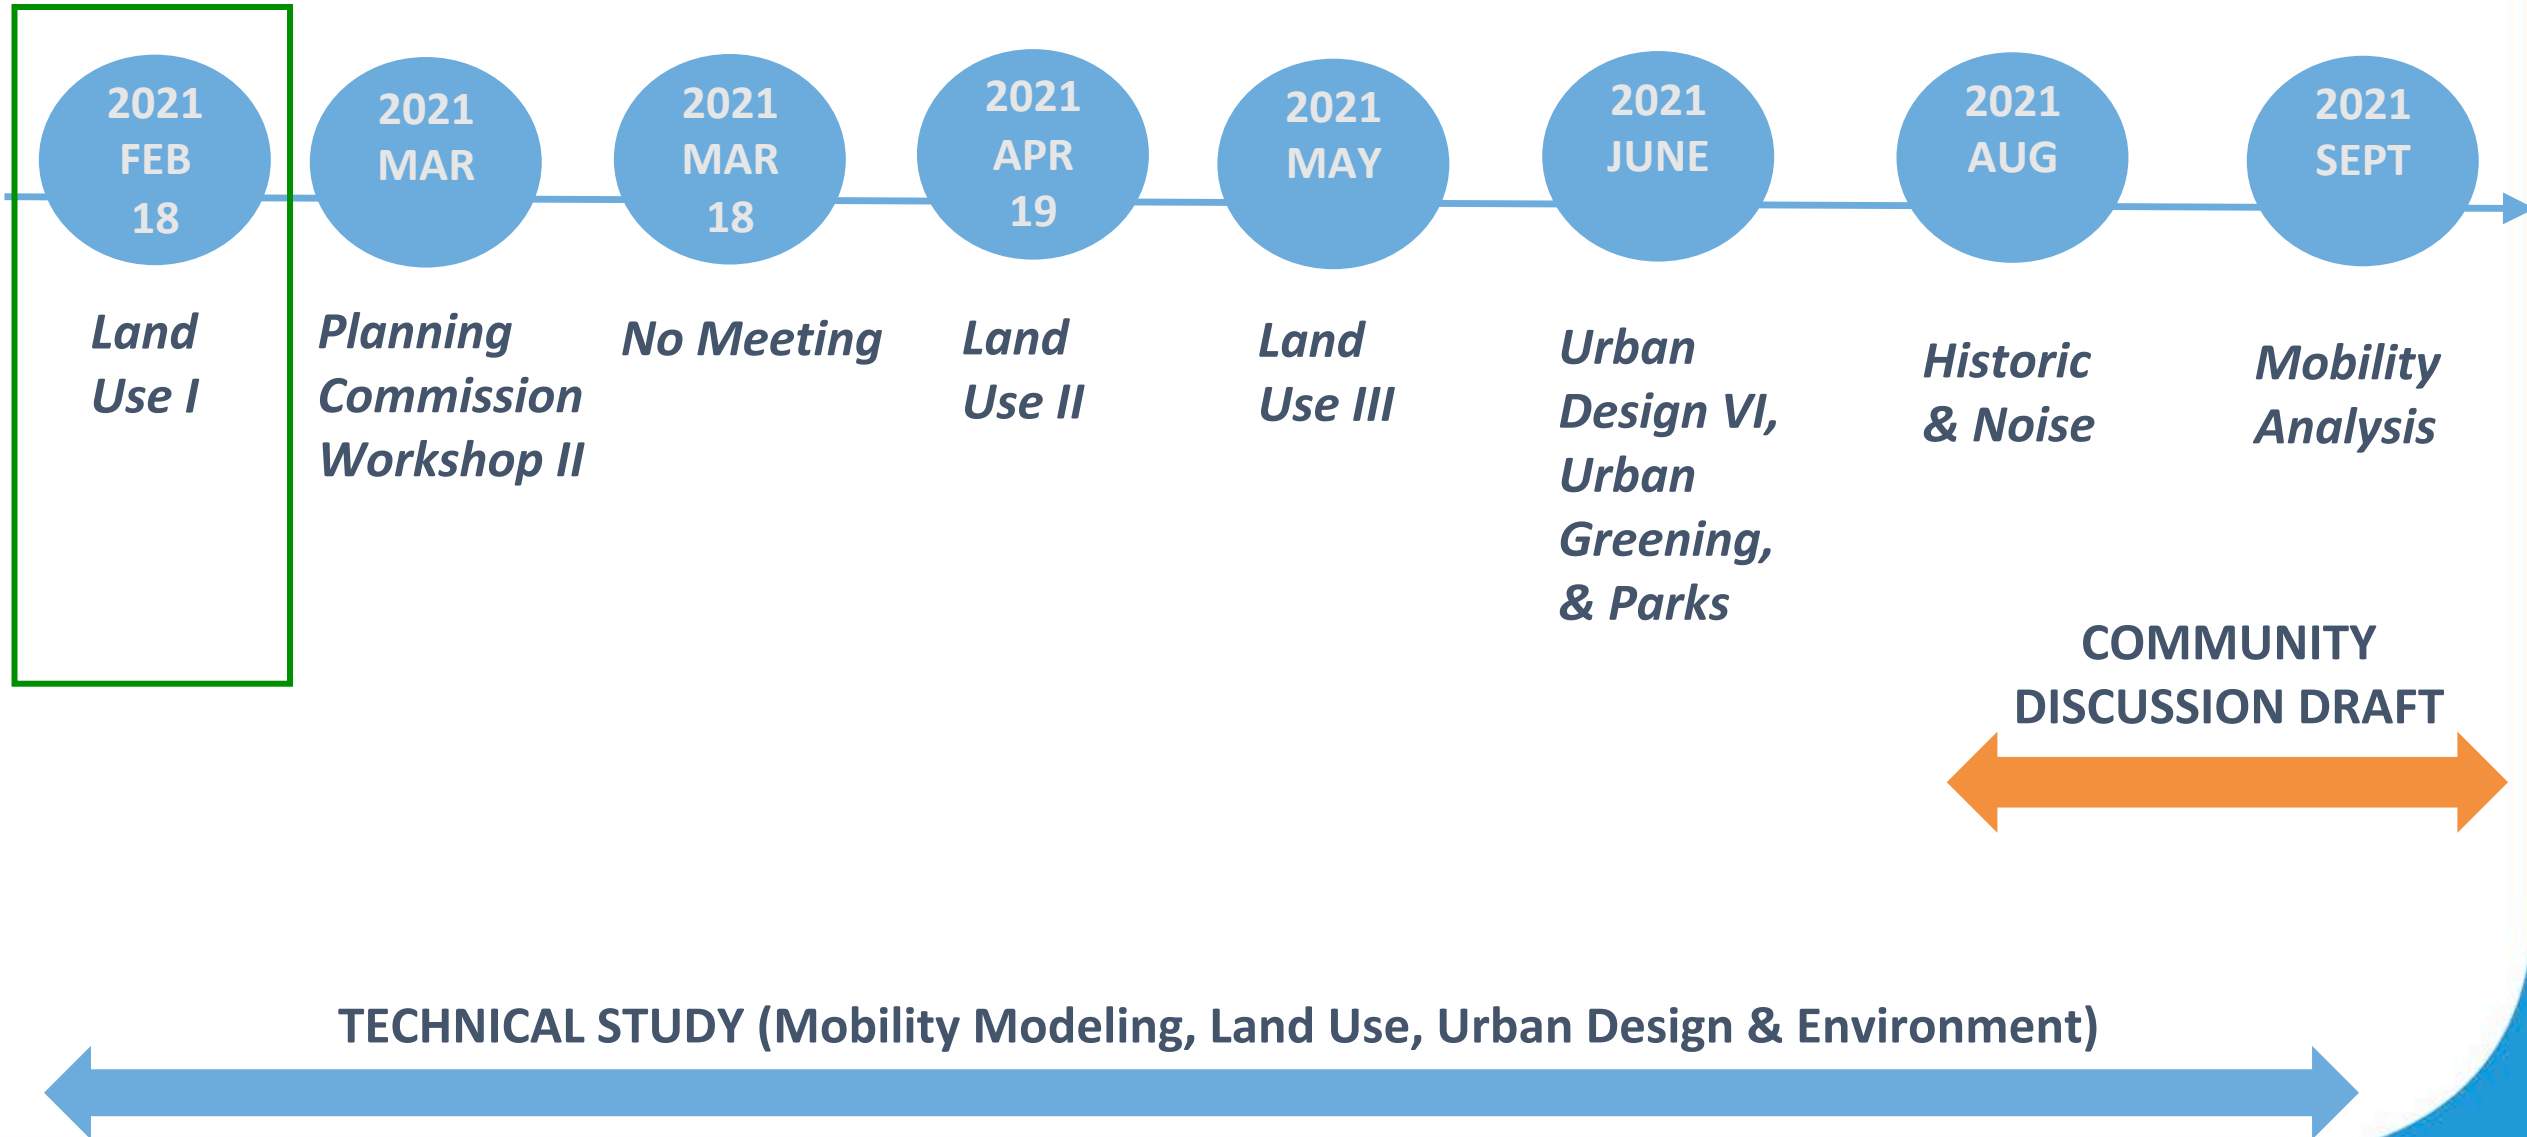 2021
FEB
18
2021
MAR
2021
MAR
18
2021
APR
19
2021
MAY
2021
JUNE
2021
AUG
2021
SEPT
Land
Use I
Planning
Commission
Workshop II
No Meeting
Land
Use II
Land
Use III
Urban
Design VI,
Urban
Greening,
& Parks
Historic
& Noise
Mobility
Analysis
COMMUNITY
DISCUSSION DRAFT
TECHNICAL STUDY (Mobility Modeling, Land Use, Urban Design & Environment)